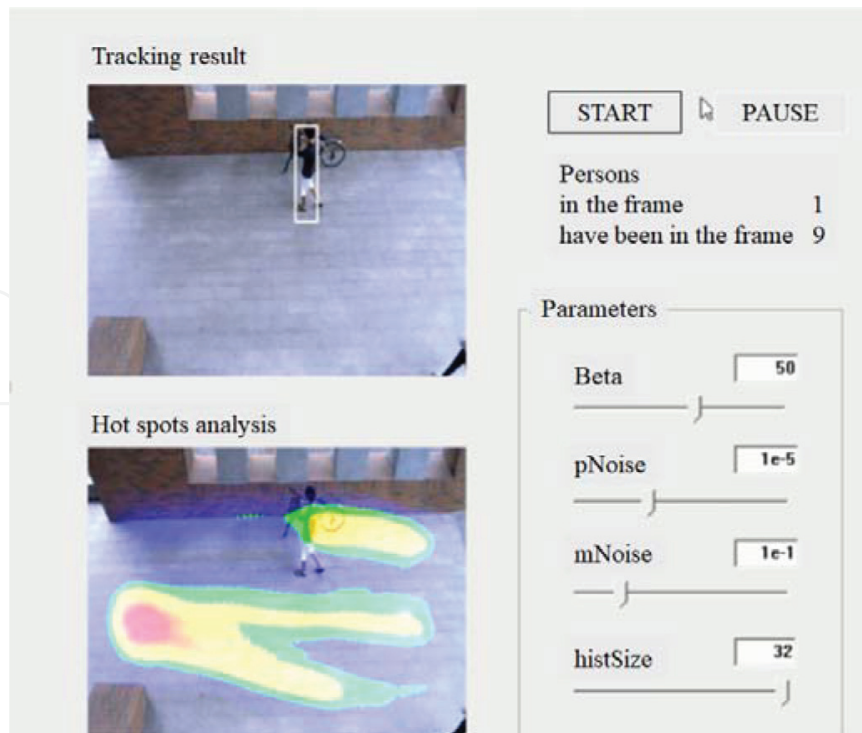 Tracking result
START
PAUSE
Persons
in the frame 1
have been in the frame 9
Parameters
Beta 50
pNoise 1e-5
Hot spots analysis
mNoise 1e-1
histSize 32